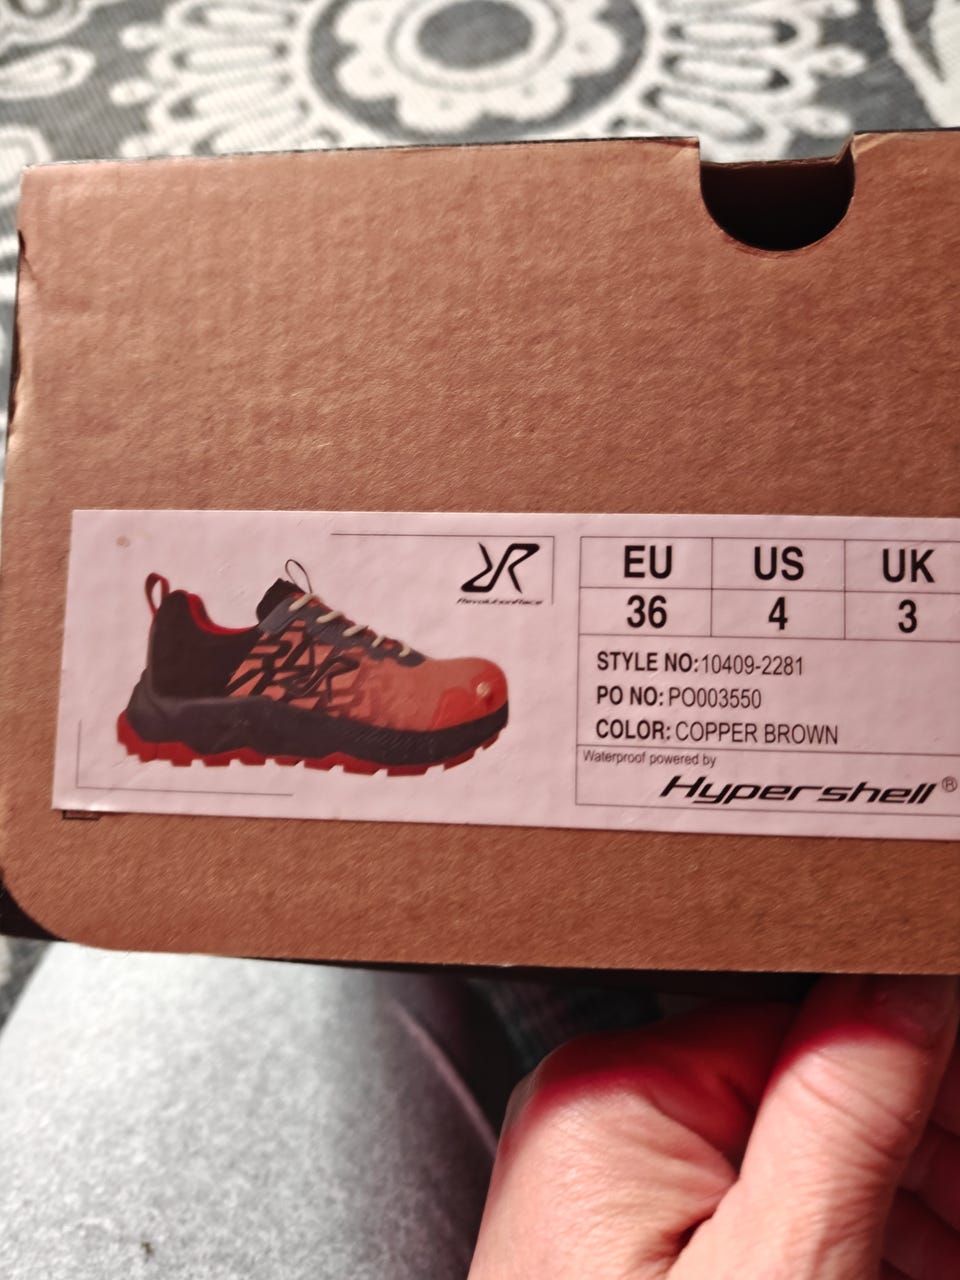 RevolutionRace
EU US UK
36 4 3
STYLE NO:10409-2281
PO NO: PO003550
COLOR: COPPER BROWN
Waterproof powered by
Hypershell®